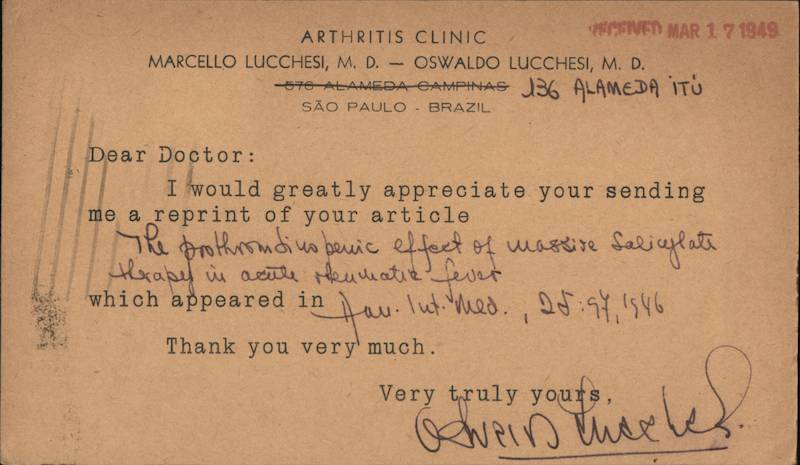 RECEIVED MAR 17 1949
ARTHRITIS CLINIC
MARCELLO LUCCHESI, M. D. — OSWALDO LUCCHESI, M. D.
576 ALAMEDA CAMPINAS 136 ALAMEDA ITÚ
SÃO PAULO - BRAZIL
Dear Doctor:
I would greatly appreciate your sending
me a reprint of your article
The prothrombinopenic effect of massive Salicylate
therapy in acute rheumatic fever
which appeared in Ann. Int. Med., 25:97, 1946
Thank you very much.
Very truly yours,
Oswaldo Lucchesi